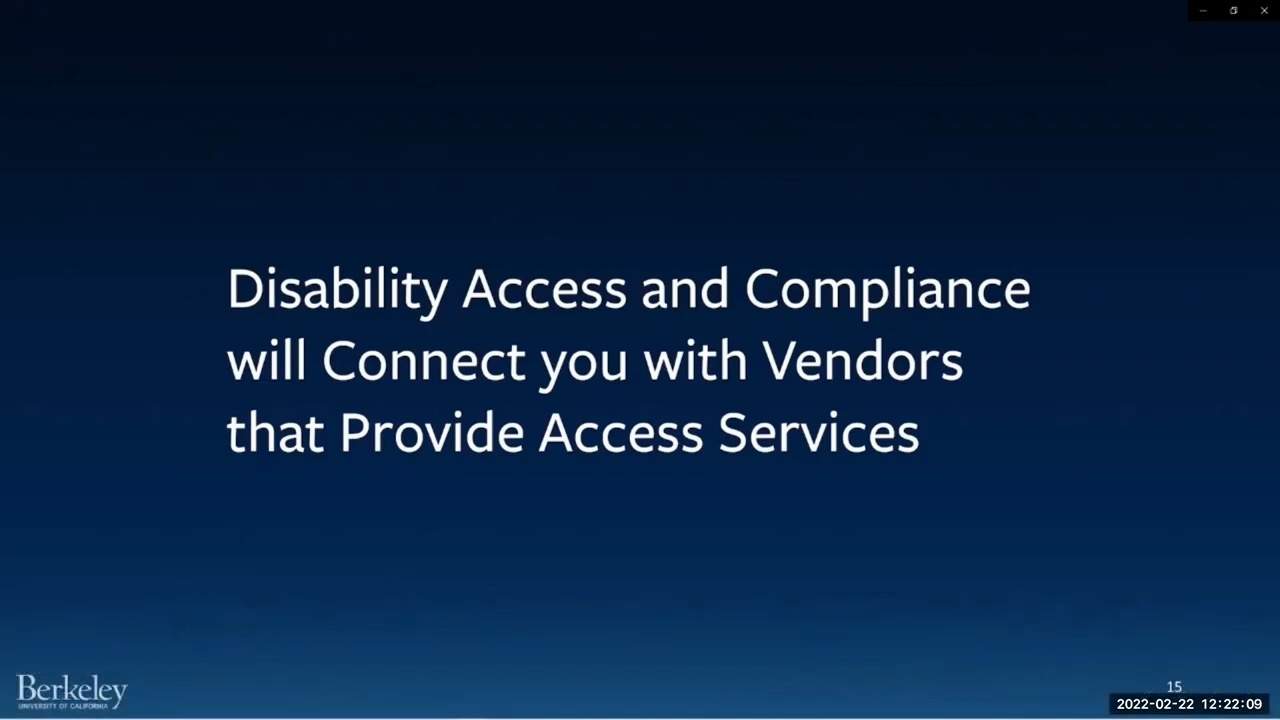 Disability Access and Compliance
will Connect you with Vendors
that Provide Access Services
Berkeley
UNIVERSITY OF CALIFORNIA
15
2022-02-22 12:22:09